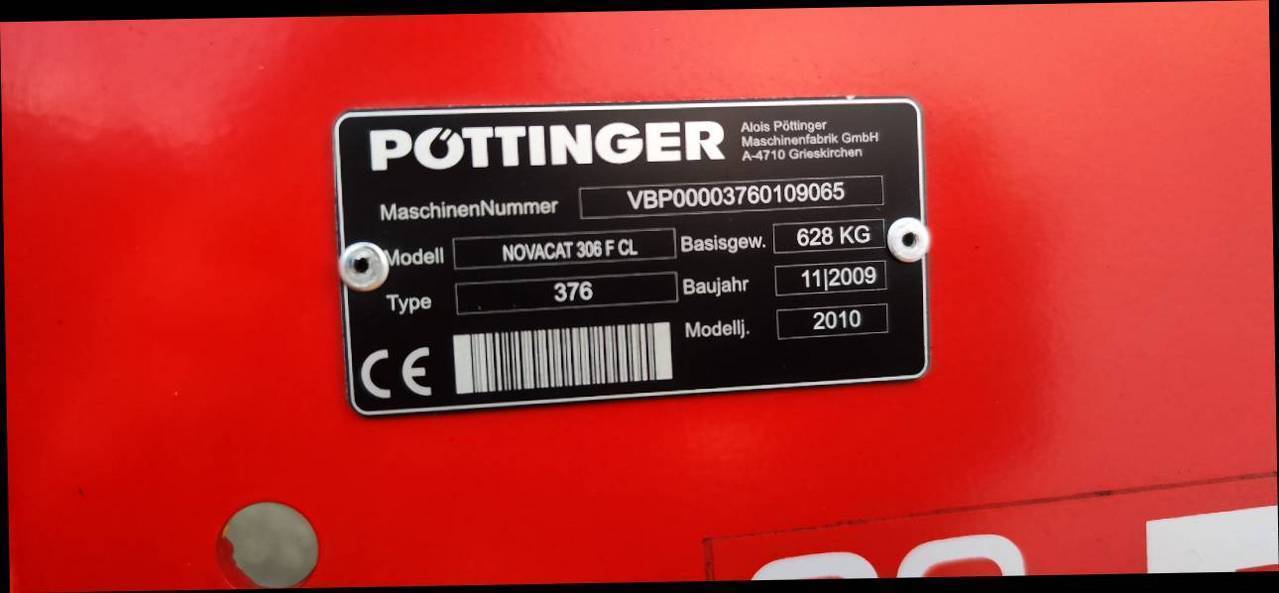 PÖTTINGER
Alois Pöttinger
Maschinenfabrik GmbH
A-4710 Grieskirchen
MaschinenNummer VBP00003760109065
Modell NOVACAT 306 F CL Basisgew. 628 KG
Type 376 Baujahr 11|2009
Modellj. 2010
CE